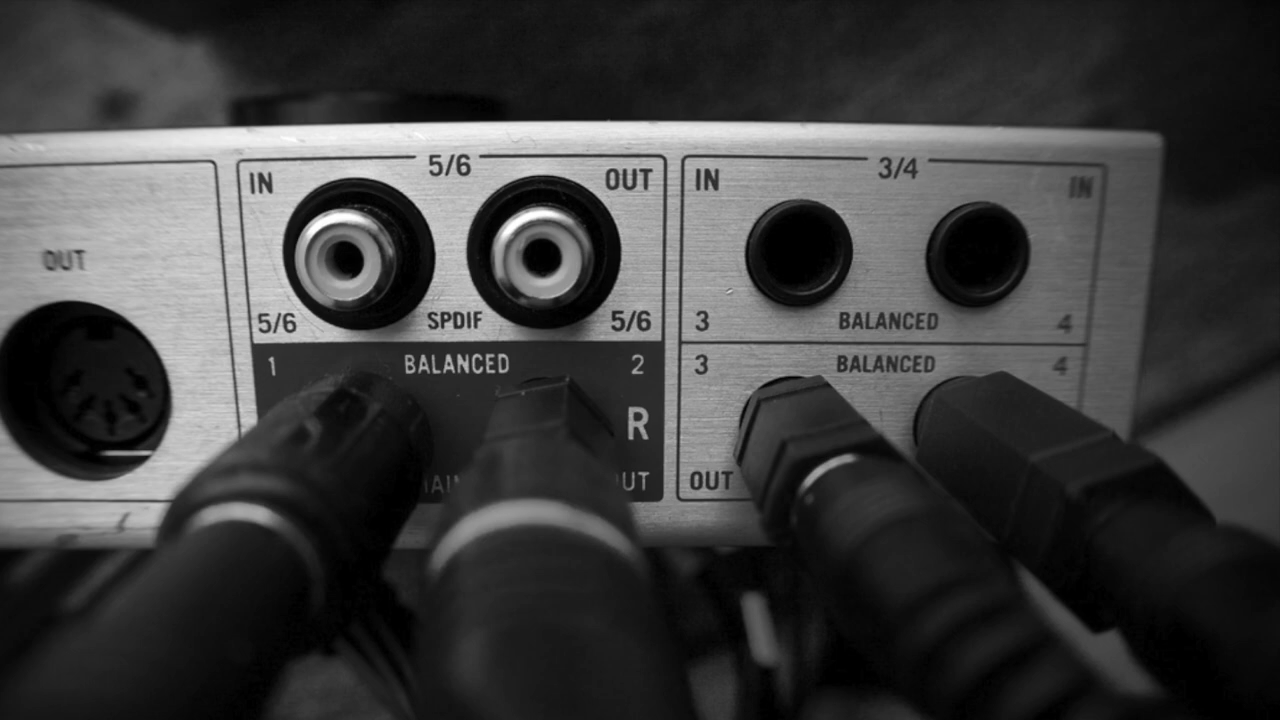 OUT
5/6
IN OUT
5/6 SPDIF 5/6
1 BALANCED 2
R
3/4
IN IN
3 BALANCED 4
3 BALANCED 4
OUT